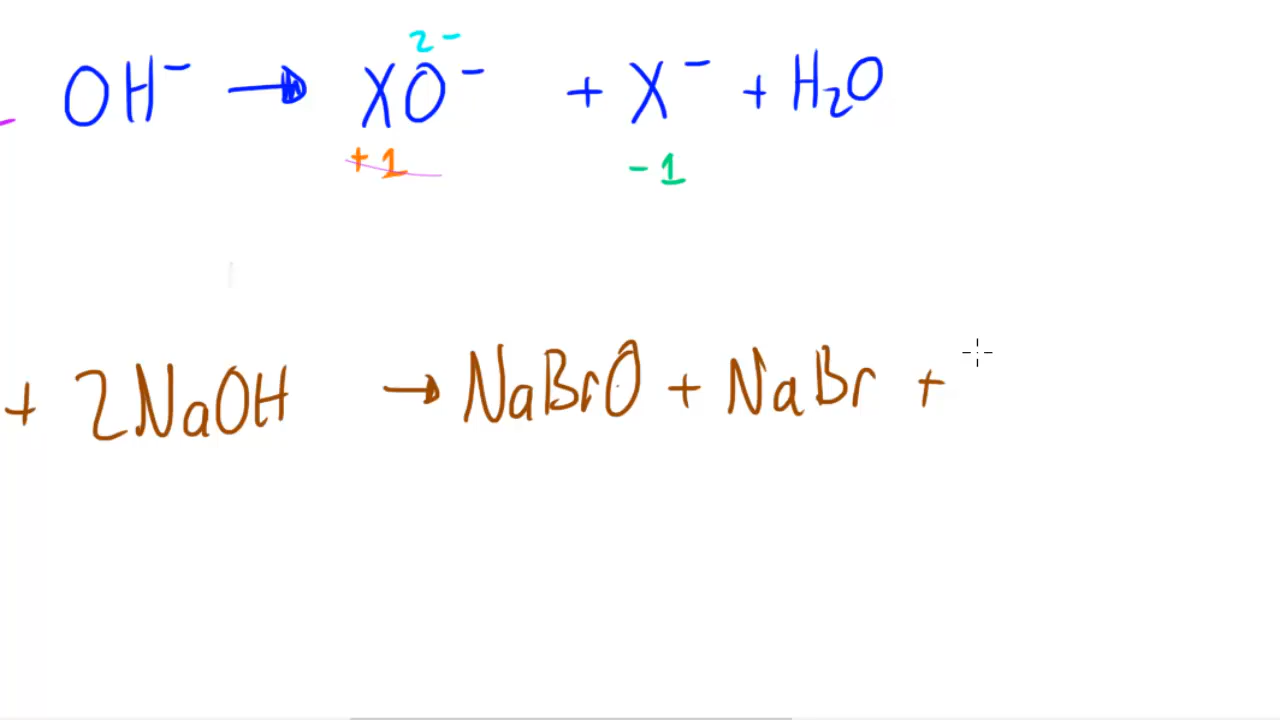 2-
OH⁻ → XO⁻ + X⁻ + H₂O
+1 -1
+ 2NaOH → NaBrO + NaBr +